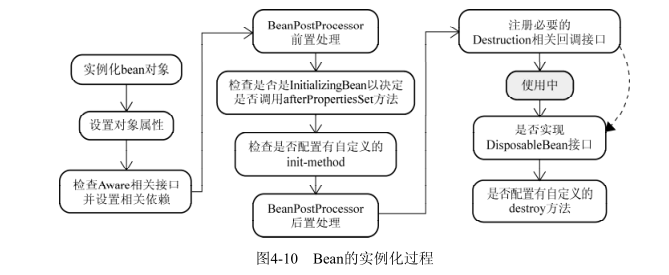 实例化bean对象
设置对象属性
检查Aware相关接口
并设置相关依赖
BeanPostProcessor
前置处理
检查是否是InitializingBean以决定
是否调用afterPropertiesSet方法
检查是否配置有自定义的
init-method
BeanPostProcessor
后置处理
注册必要的
Destruction相关回调接口
使用中
是否实现
DisposableBean接口
是否配置有自定义的
destroy方法
图4-10 Bean的实例化过程